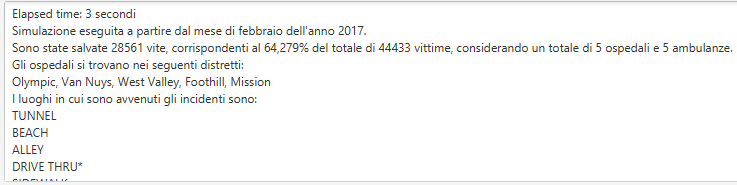 Elapsed time: 3 secondi
Simulazione eseguita a partire dal mese di febbraio dell'anno 2017.
Sono state salvate 28561 vite, corrispondenti al 64,279% del totale di 44433 vittime, considerando un totale di 5 ospedali e 5 ambulanze.
Gli ospedali si trovano nei seguenti distretti:
Olympic, Van Nuys, West Valley, Foothill, Mission
I luoghi in cui sono avvenuti gli incidenti sono:
TUNNEL
BEACH
ALLEY
DRIVE THRU*